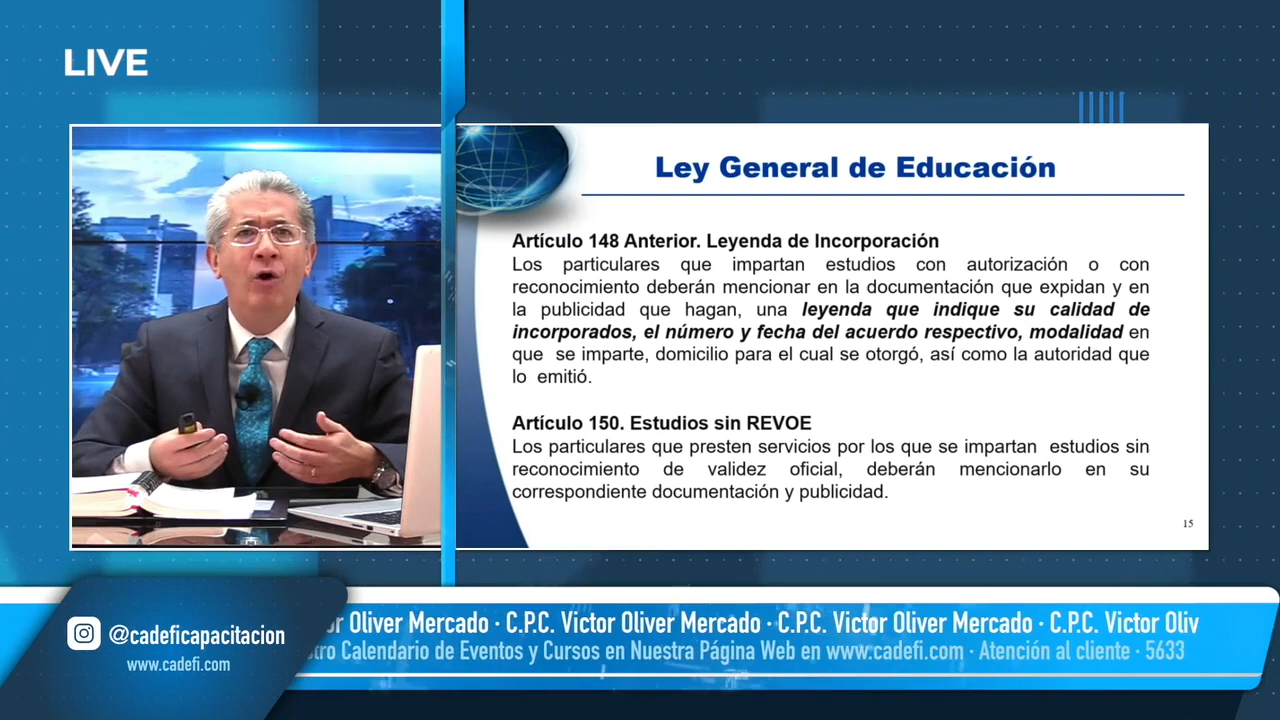 LIVE
Ley General de Educación
Artículo 148 Anterior. Leyenda de Incorporación
Los particulares que impartan estudios con autorización o con
reconocimiento deberán mencionar en la documentación que expidan y en
la publicidad que hagan, una leyenda que indique su calidad de
incorporados, el número y fecha del acuerdo respectivo, modalidad en
que se imparte, domicilio para el cual se otorgó, así como la autoridad que
lo emitió.
Artículo 150. Estudios sin REVOE
Los particulares que presten servicios por los que se impartan estudios sin
reconocimiento de validez oficial, deberán mencionarlo en su
correspondiente documentación y publicidad.
15
@cadeficapacitacion
www.cadefi.com
or Oliver Mercado · C.P.C. Victor Oliver Mercado · C.P.C. Victor Oliver Mercado · C.P.C. Victor Oliv
stro Calendario de Eventos y Cursos en Nuestra Página Web en www.cadefi.com · Atención al cliente · 5633